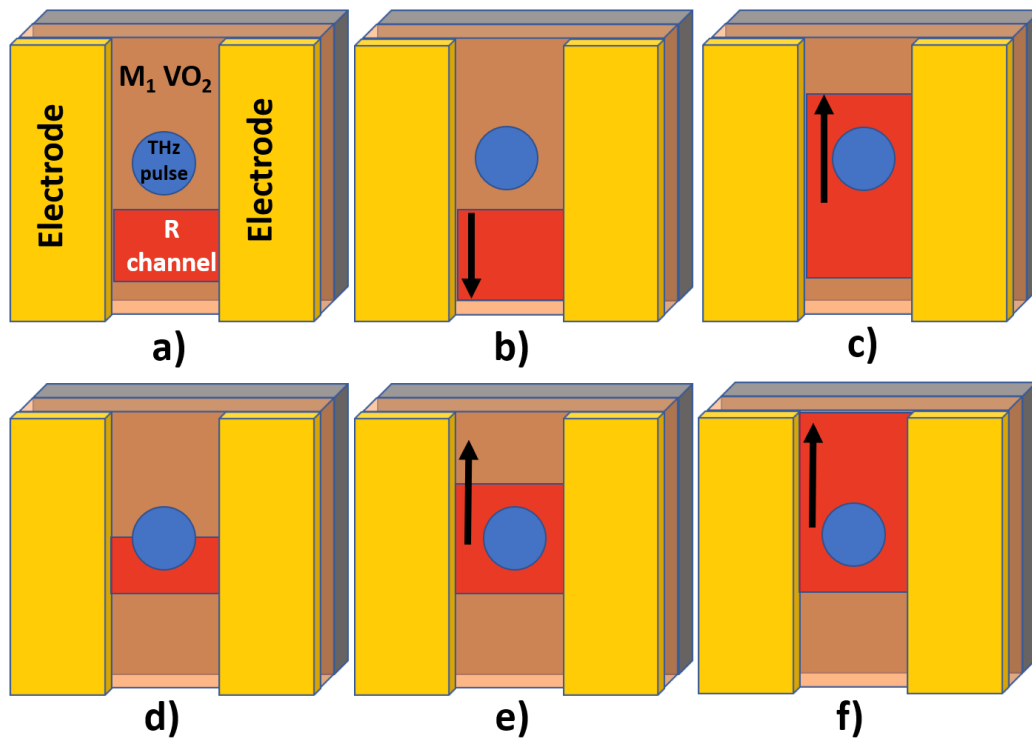 M₁ VO₂
Electrode
THz
pulse
Electrode
R
channel
a)
b)
c)
d)
e)
f)